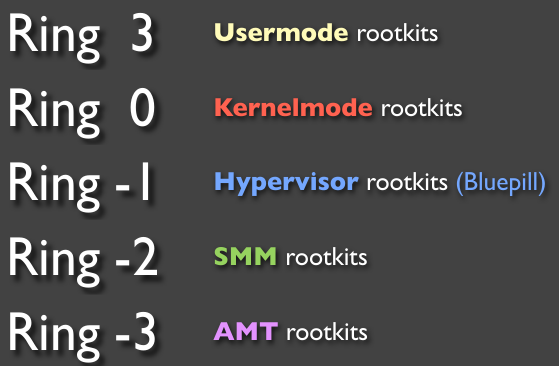 Ring 3 Usermode rootkits
Ring 0 Kernelmode rootkits
Ring -1 Hypervisor rootkits (Bluepill)
Ring -2 SMM rootkits
Ring -3 AMT rootkits